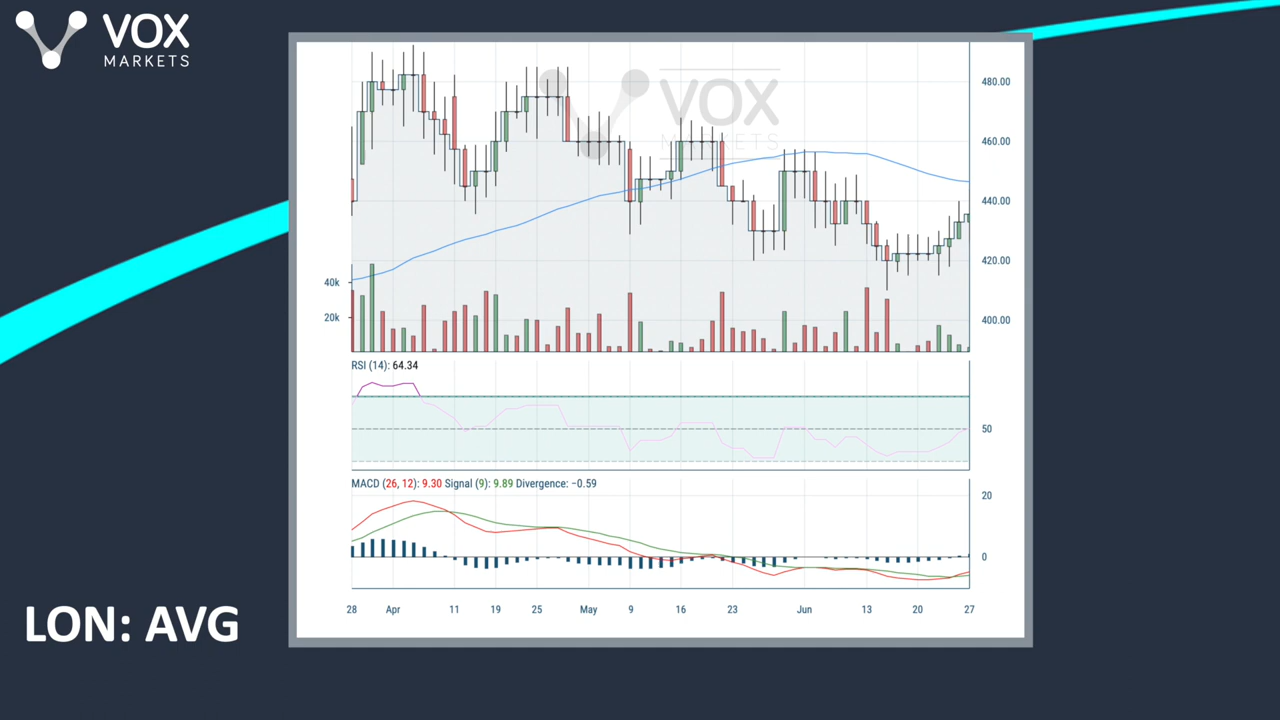 VOX
MARKETS
VOX
MARKETS
480.00
460.00
440.00
420.00
400.00
40k
20k
RSI (14): 64.34
50
MACD (26, 12): 9.30 Signal (9): 9.89 Divergence: −0.59
20
0
28 Apr 11 19 25 May 9 16 23 Jun 13 20 27
LON: AVG